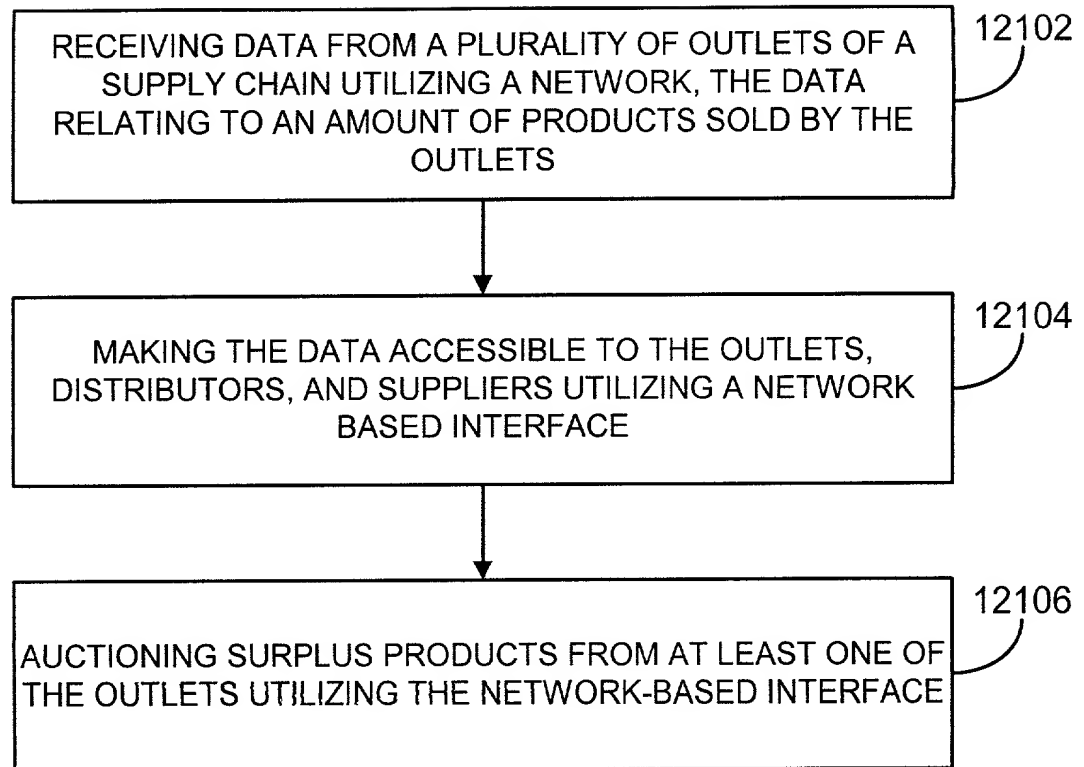 RECEIVING DATA FROM A PLURALITY OF OUTLETS OF A
SUPPLY CHAIN UTILIZING A NETWORK, THE DATA
RELATING TO AN AMOUNT OF PRODUCTS SOLD BY THE
OUTLETS
12102
MAKING THE DATA ACCESSIBLE TO THE OUTLETS,
DISTRIBUTORS, AND SUPPLIERS UTILIZING A NETWORK
BASED INTERFACE
12104
AUCTIONING SURPLUS PRODUCTS FROM AT LEAST ONE OF
THE OUTLETS UTILIZING THE NETWORK-BASED INTERFACE
12106